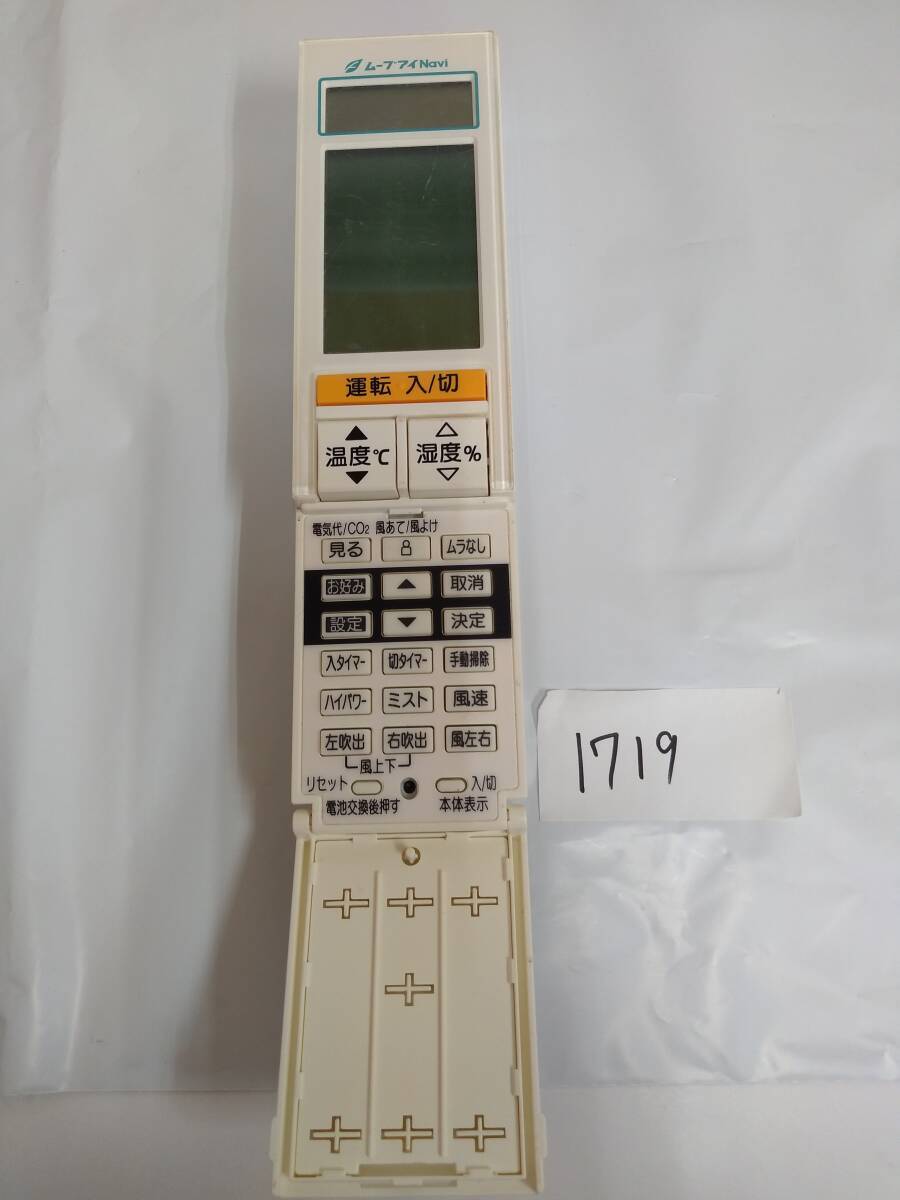 ムーブアイNavi
運転 入/切
温度℃ 湿度%
電気代/CO₂ 風あて/風よけ
見る ムラなし
お好み 取消
設定 決定
入タイマー 切タイマー 手動掃除
ハイパワー ミスト 風速
左吹出 右吹出 風左右
風上下
リセット 入/切
電池交換後押す 本体表示
1719